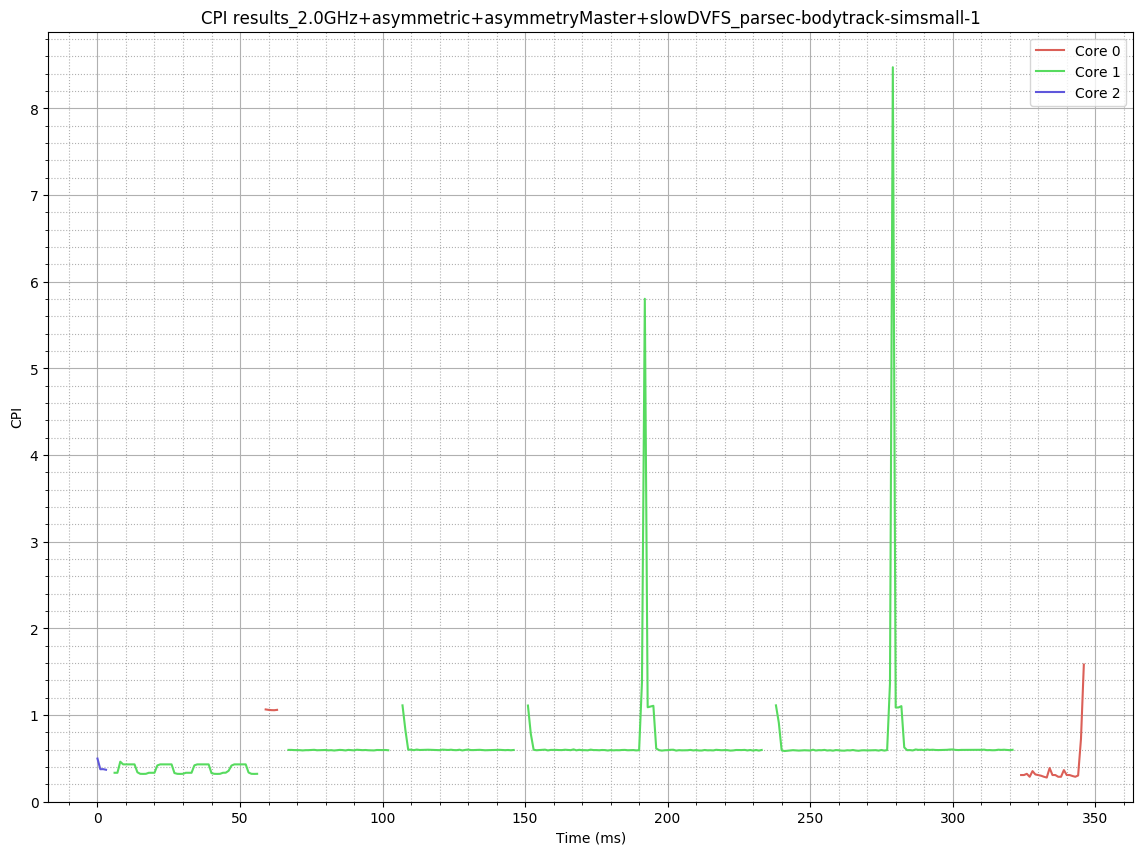 CPI results_2.0GHz+asymmetric+asymmetryMaster+slowDVFS_parsec-bodytrack-simsmall-1
Core 0
Core 1
Core 2
CPI
8
7
6
5
4
3
2
1
0
0 50 100 150 200 250 300 350
Time (ms)